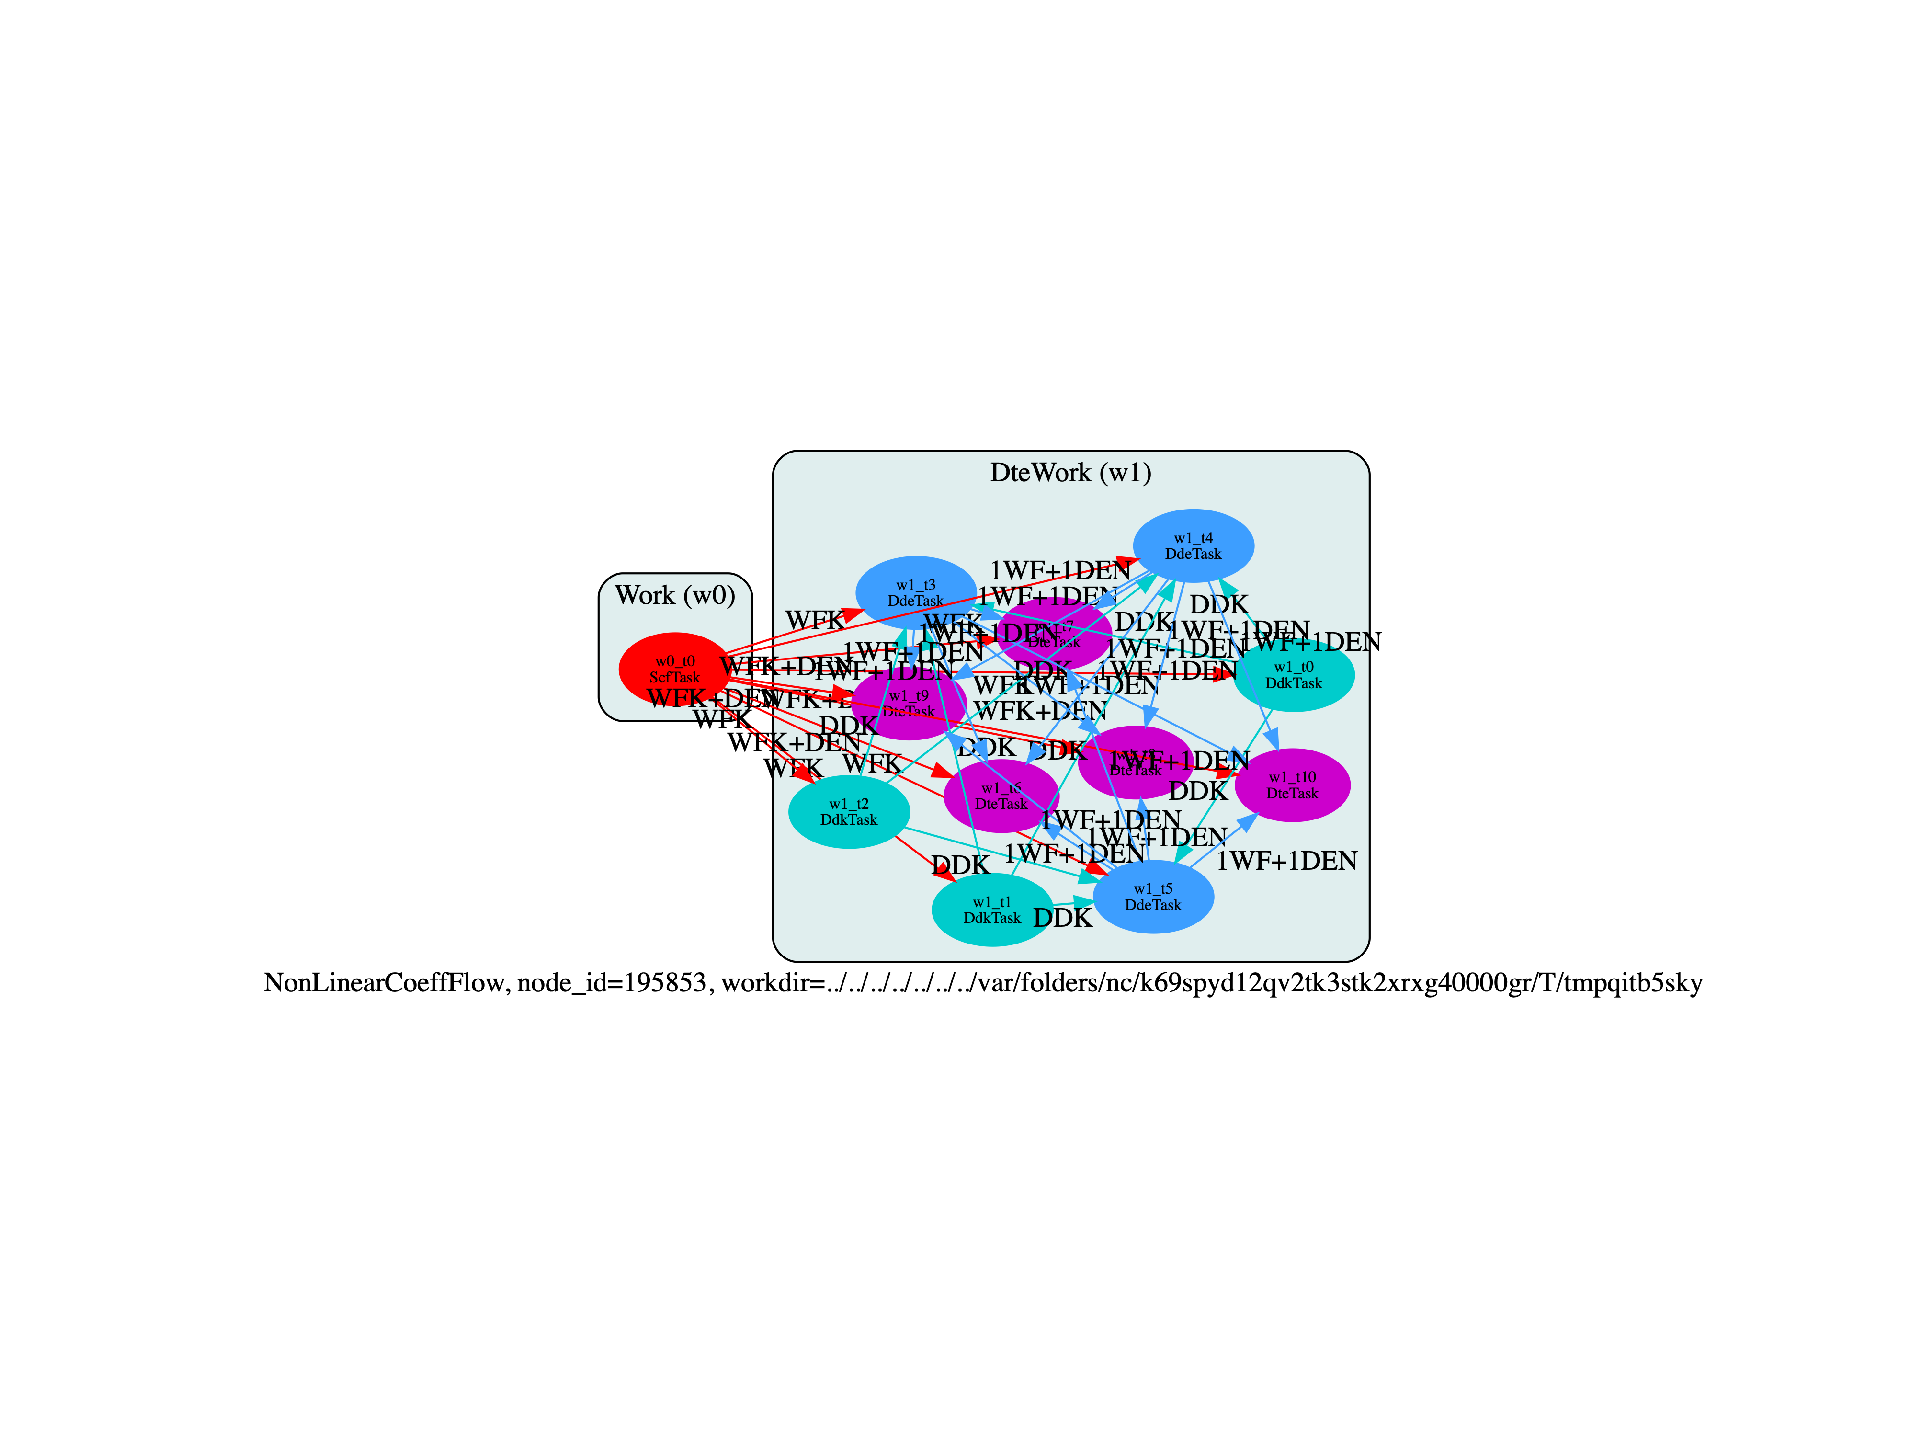 DteWork (w1)
w1_t4
DdeTask
1WF+1DEN
w1_t3
DdeTask
1WF+1DEN
Work (w0)
DDK
WFK
WFK
DDK
1WF+1DEN
1WF+1DEN
DteTask
1WF+1DEN
1WF+1DEN
1WF+1DEN
w0_t0
ScfTask
WFK+DEN
1WF+1DEN
DDK
1WF+1DEN
w1_t0
DdkTask
WFK
1WF+1DEN
WFK+DEN
w1_t9
DteTask
WFK+DEN
WFK
DDK
WFK+DEN
DDK
DDK
WFK
WFK
1WF+1DEN
DteTask
w1_t10
DteTask
w1_t6
DteTask
DDK
w1_t2
DdkTask
1WF+1DEN
1WF+1DEN
1WF+1DEN
1WF+1DEN
DDK
w1_t5
DdeTask
w1_t1
DdkTask
DDK
NonLinearCoeffFlow, node_id=195853, workdir=../../../../../../../var/folders/nc/k69spyd12qv2tk3stk2xrxg40000gr/T/tmpqitb5sky